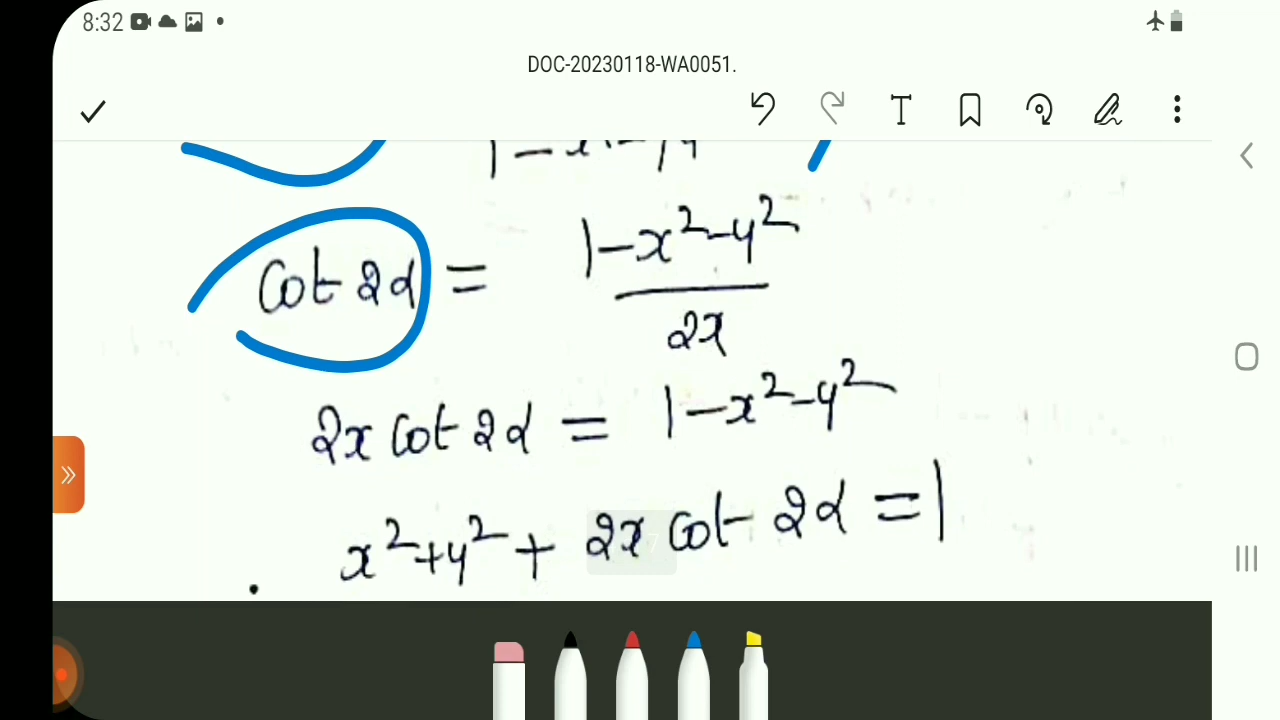 8:32
DOC-20230118-WA0051.
cot 2α = 1-x²-y² / 2x
2x cot 2α = 1-x²-y²
x²+y²+ 2x cot 2α = 1